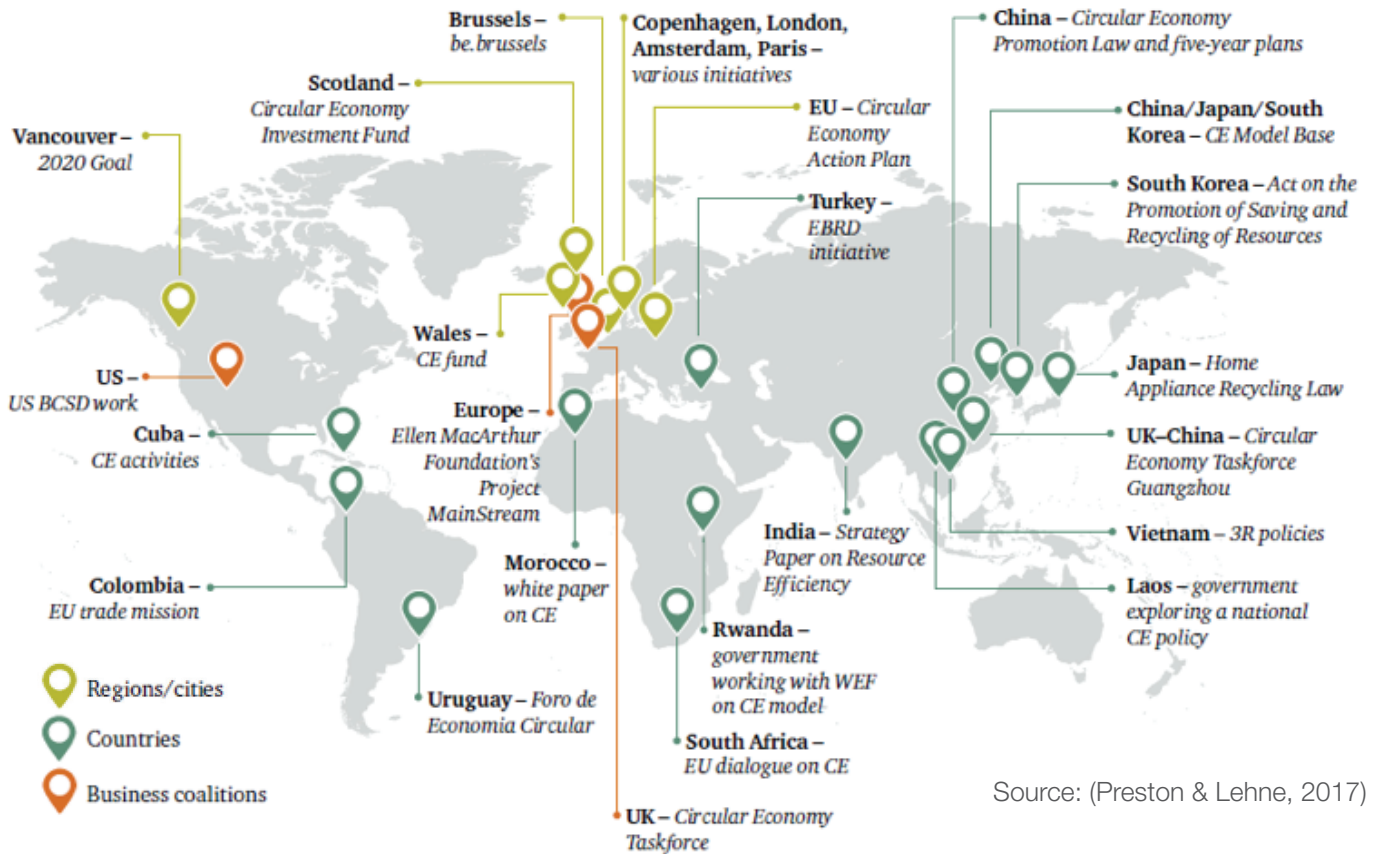 Brussels –
be.brussels
Copenhagen, London,
Amsterdam, Paris –
various initiatives
China – Circular Economy
Promotion Law and five-year plans
Scotland –
Circular Economy
Investment Fund
EU – Circular
Economy
Action Plan
China/Japan/South
Korea – CE Model Base
Vancouver –
2020 Goal
Turkey –
EBRD
initiative
South Korea – Act on the
Promotion of Saving and
Recycling of Resources
Wales –
CE fund
US –
US BCSD work
Japan – Home
Appliance Recycling Law
Cuba –
CE activities
Europe –
Ellen MacArthur
Foundation's
Project
MainStream
UK–China – Circular
Economy Taskforce
Guangzhou
India – Strategy
Paper on Resource
Efficiency
Vietnam – 3R policies
Morocco –
white paper
on CE
Colombia –
EU trade mission
Laos – government
exploring a national
CE policy
Rwanda –
government
working with WEF
on CE model
Uruguay – Foro de
Economia Circular
South Africa –
EU dialogue on CE
Regions/cities
Countries
Business coalitions
UK – Circular Economy
Taskforce
Source: (Preston & Lehne, 2017)